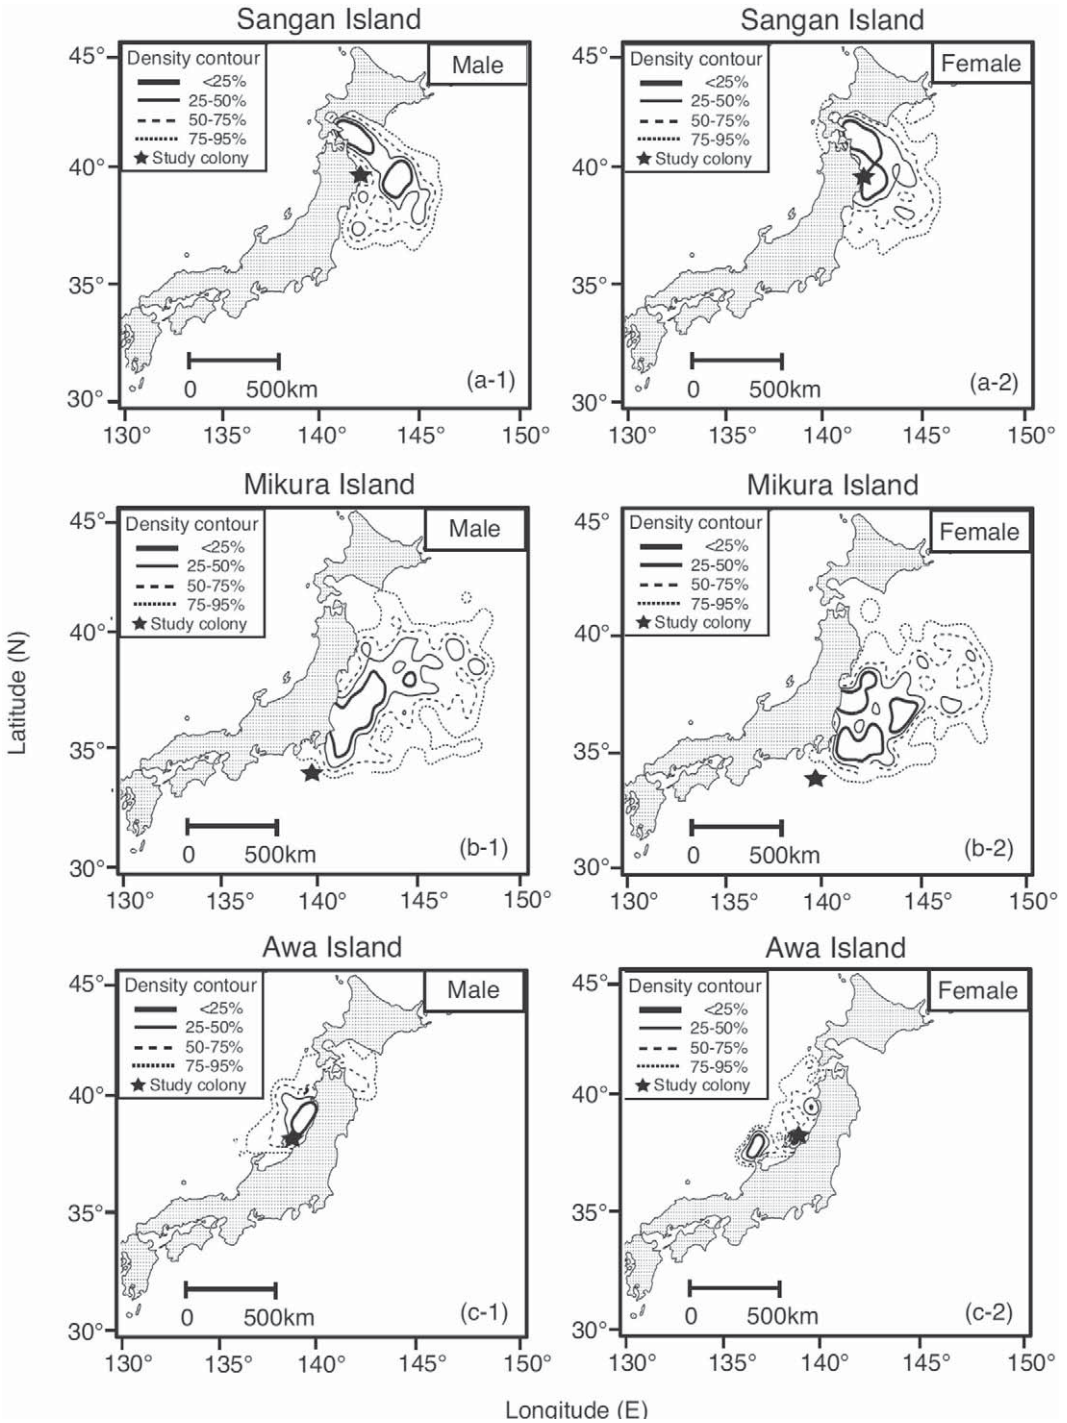 Sangan Island
Sangan Island
45°
Density contour
<25%
25-50%
50-75%
75-95%
★ Study colony
Male
40°
35°
30°
0 500km
(a-1)
130° 135° 140° 145° 150°
45°
Density contour
<25%
25-50%
50-75%
75-95%
★ Study colony
Female
40°
35°
30°
0 500km
(a-2)
130° 135° 140° 145° 150°
Mikura Island
Mikura Island
Latitude (N)
45°
Density contour
<25%
25-50%
50-75%
75-95%
★ Study colony
Male
40°
35°
30°
0 500km
(b-1)
130° 135° 140° 145° 150°
45°
Density contour
<25%
25-50%
50-75%
75-95%
★ Study colony
Female
40°
35°
30°
0 500km
(b-2)
130° 135° 140° 145° 150°
Awa Island
Awa Island
45°
Density contour
<25%
25-50%
50-75%
75-95%
★ Study colony
Male
40°
35°
30°
0 500km
(c-1)
130° 135° 140° 145° 150°
45°
Density contour
<25%
25-50%
50-75%
75-95%
★ Study colony
Female
40°
35°
30°
0 500km
(c-2)
130° 135° 140° 145° 150°
Longitude (E)